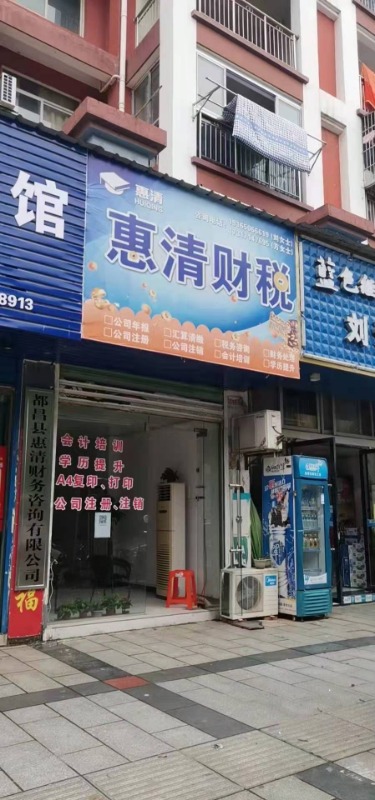 馆
8913
惠清
HUIQING
惠清财税
□公司年报 □汇算清缴 □税务咨询 □财务处理
□公司注册 □公司注销 □会计培训 □学历提升
蓝色
刘
都昌县惠清财务咨询有限公司
会计培训
学历提升
A4复印、打印
公司注册、注销
福